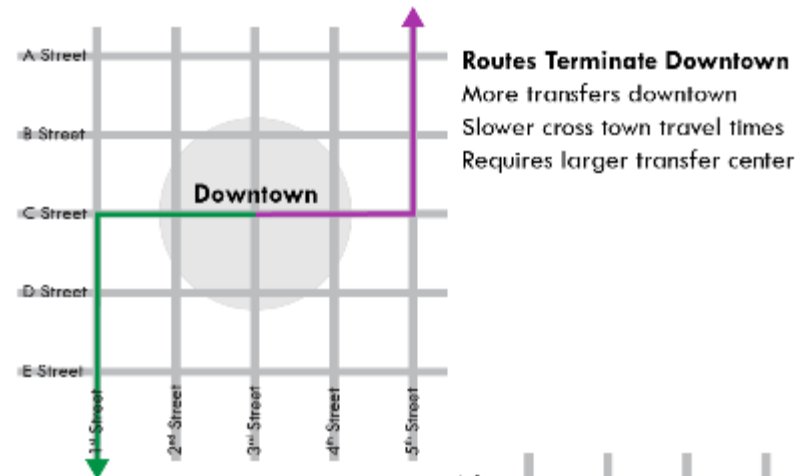 A Street
Routes Terminate Downtown
More transfers downtown
B Street
Slower cross town travel times
Requires larger transfer center
Downtown
C Street
D Street
E Street
1st Street
2nd Street
3rd Street
4th Street
5th Street